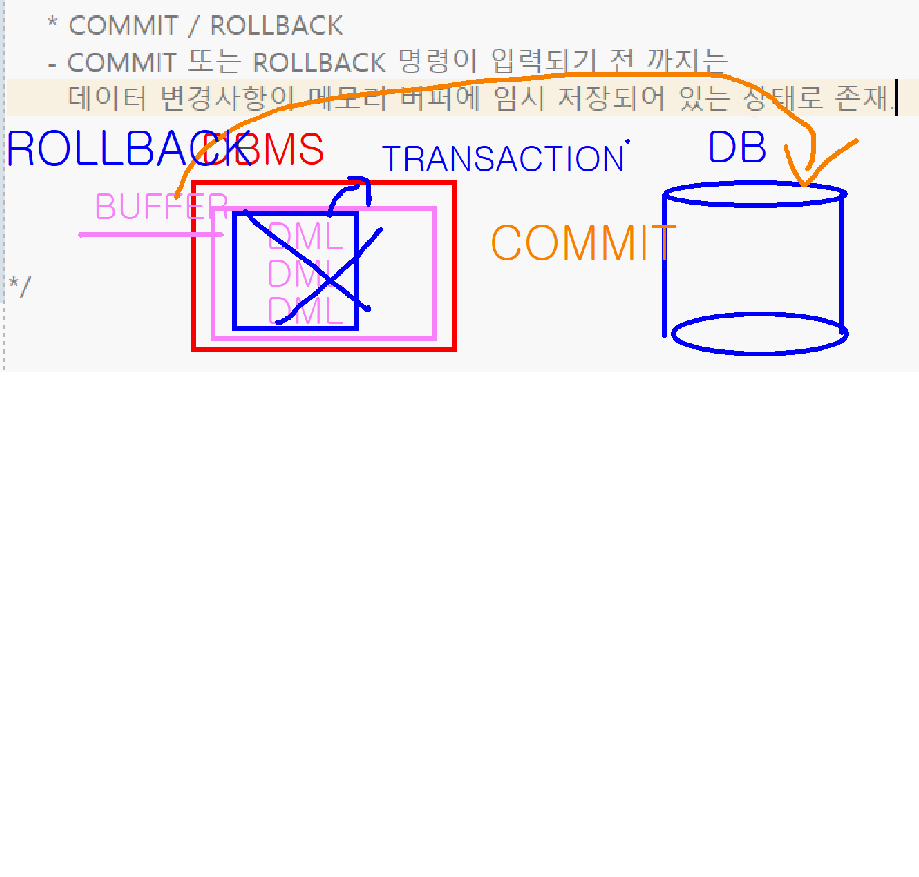 * COMMIT / ROLLBACK
- COMMIT 또는 ROLLBACK 명령이 입력되기 전 까지는
데이터 변경사항이 메모리 버퍼에 임시 저장되어 있는 상태로 존재.
ROLLBACK
DBMS
TRANSACTION
DB
BUFFER
DML
COMMIT
DML
*/
DML